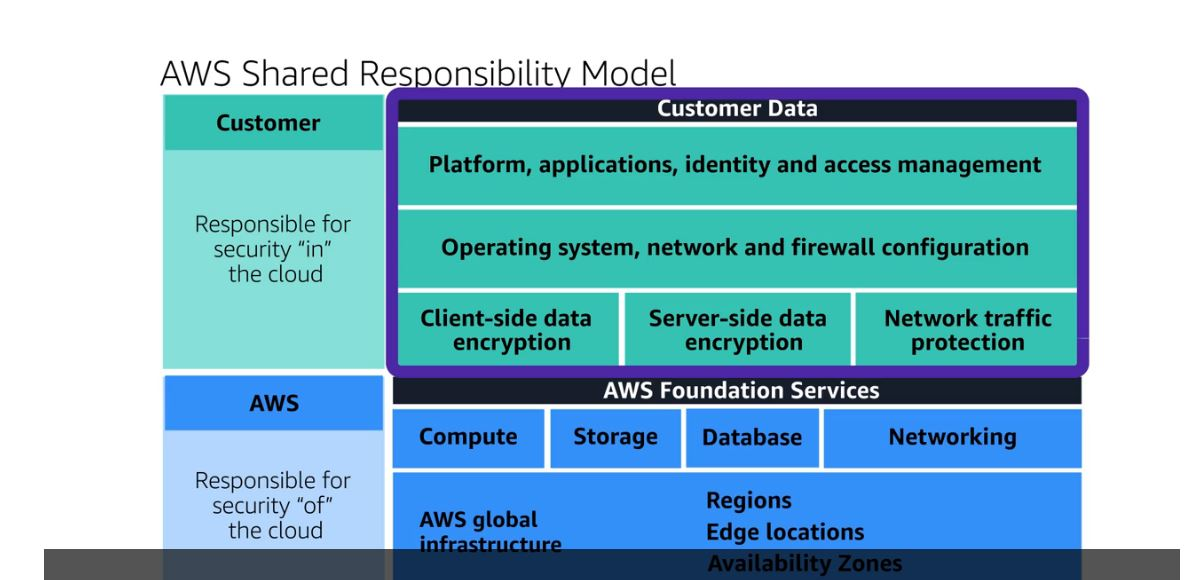 AWS Shared Responsibility Model
Customer
Responsible for
security “in”
the cloud
Customer Data
Platform, applications, identity and access management
Operating system, network and firewall configuration
Client-side data
encryption
Server-side data
encryption
Network traffic
protection
AWS
Responsible for
security “of”
the cloud
AWS Foundation Services
Compute
Storage
Database
Networking
AWS global
infrastructure
Regions
Edge locations
Availability Zones